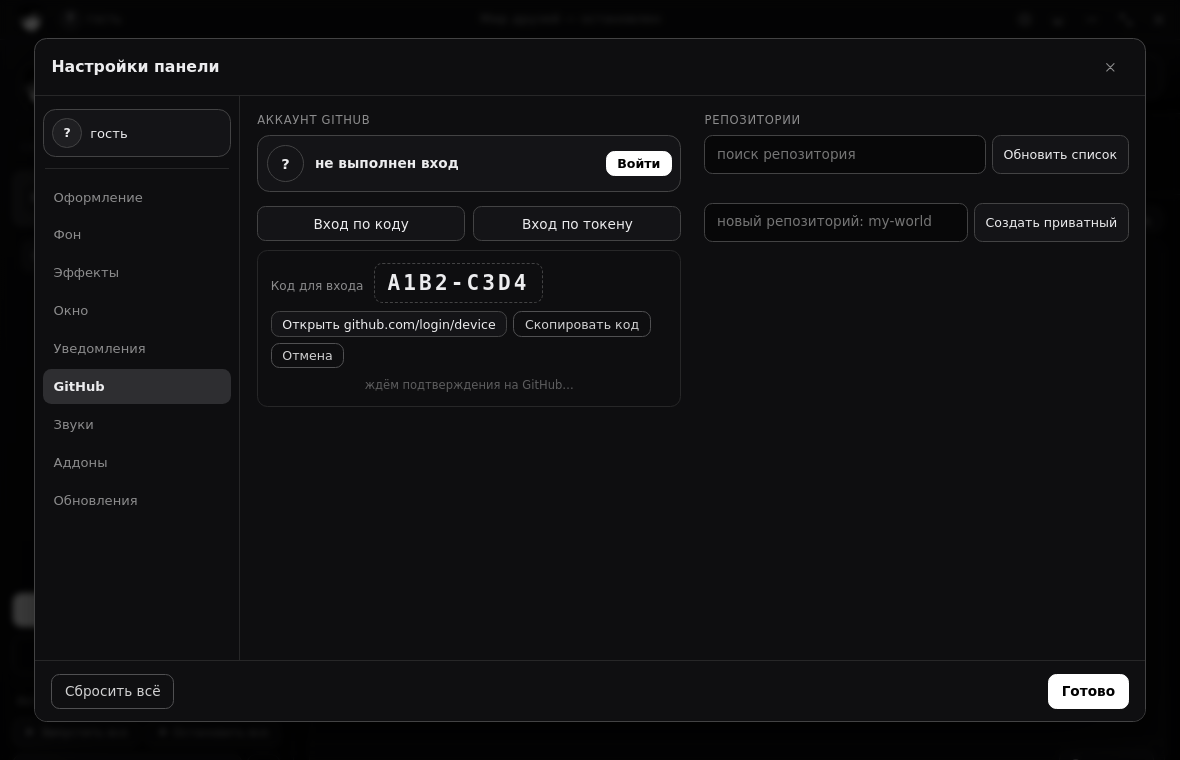 Настройки панели
×
? гость
Оформление
Фон
Эффекты
Окно
Уведомления
GitHub
Звуки
Аддоны
Обновления
АККАУНТ GITHUB
? не выполнен вход
Войти
Вход по коду
Вход по токену
Код для входа A1B2-C3D4
Открыть github.com/login/device
Скопировать код
Отмена
ждём подтверждения на GitHub...
РЕПОЗИТОРИИ
поиск репозитория
Обновить список
новый репозиторий: my-world
Создать приватный
Сбросить всё
Готово